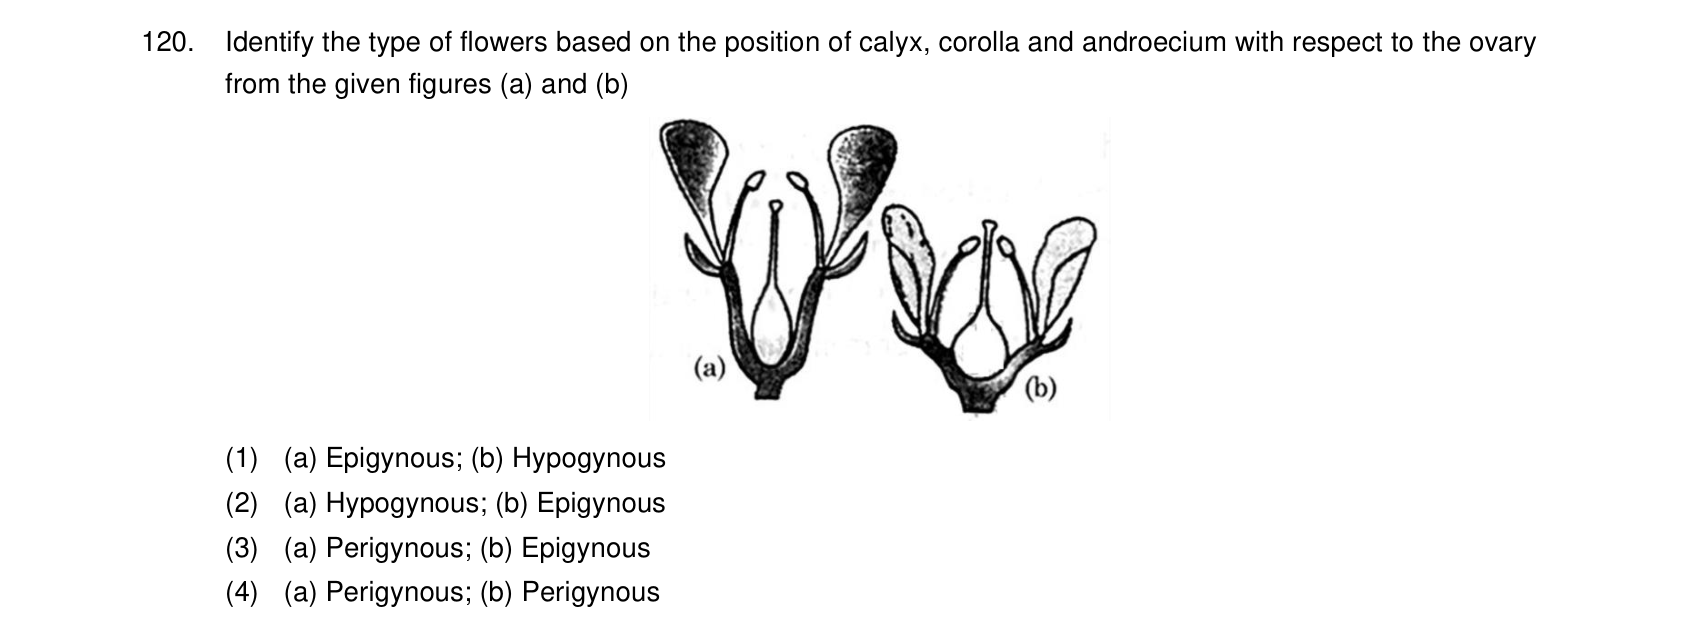 120. Identify the type of flowers based on the position of calyx, corolla and androecium with respect to the ovary
from the given figures (a) and (b)
(a)
(b)
(1) (a) Epigynous; (b) Hypogynous
(2) (a) Hypogynous; (b) Epigynous
(3) (a) Perigynous; (b) Epigynous
(4) (a) Perigynous; (b) Perigynous